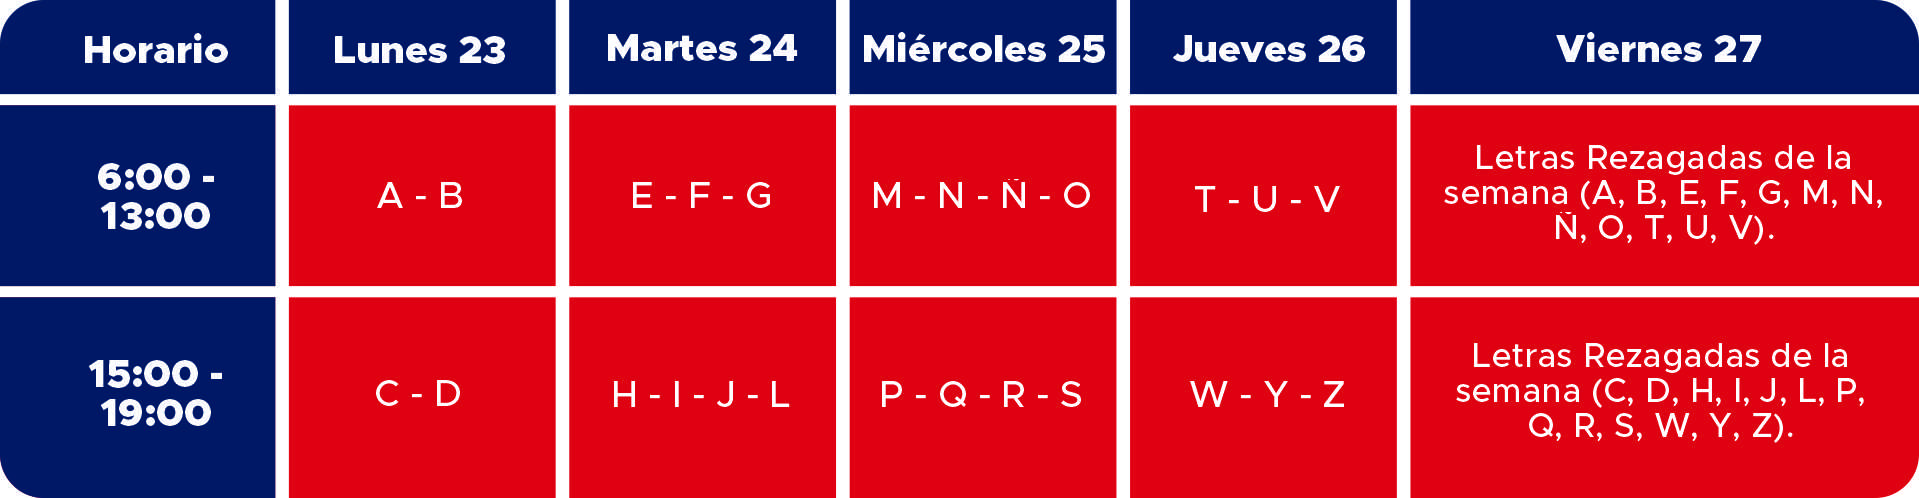 Horario
Lunes 23
Martes 24
Miércoles 25
Jueves 26
Viernes 27
6:00 -
13:00
A - B
E - F - G
M - N - Ñ - O
T - U - V
Letras Rezagadas de la
semana (A, B, E, F, G, M, N,
Ñ, O, T, U, V).
15:00 -
19:00
C - D
H - I - J - L
P - Q - R - S
W - Y - Z
Letras Rezagadas de la
semana (C, D, H, I, J, L, P,
Q, R, S, W, Y, Z).